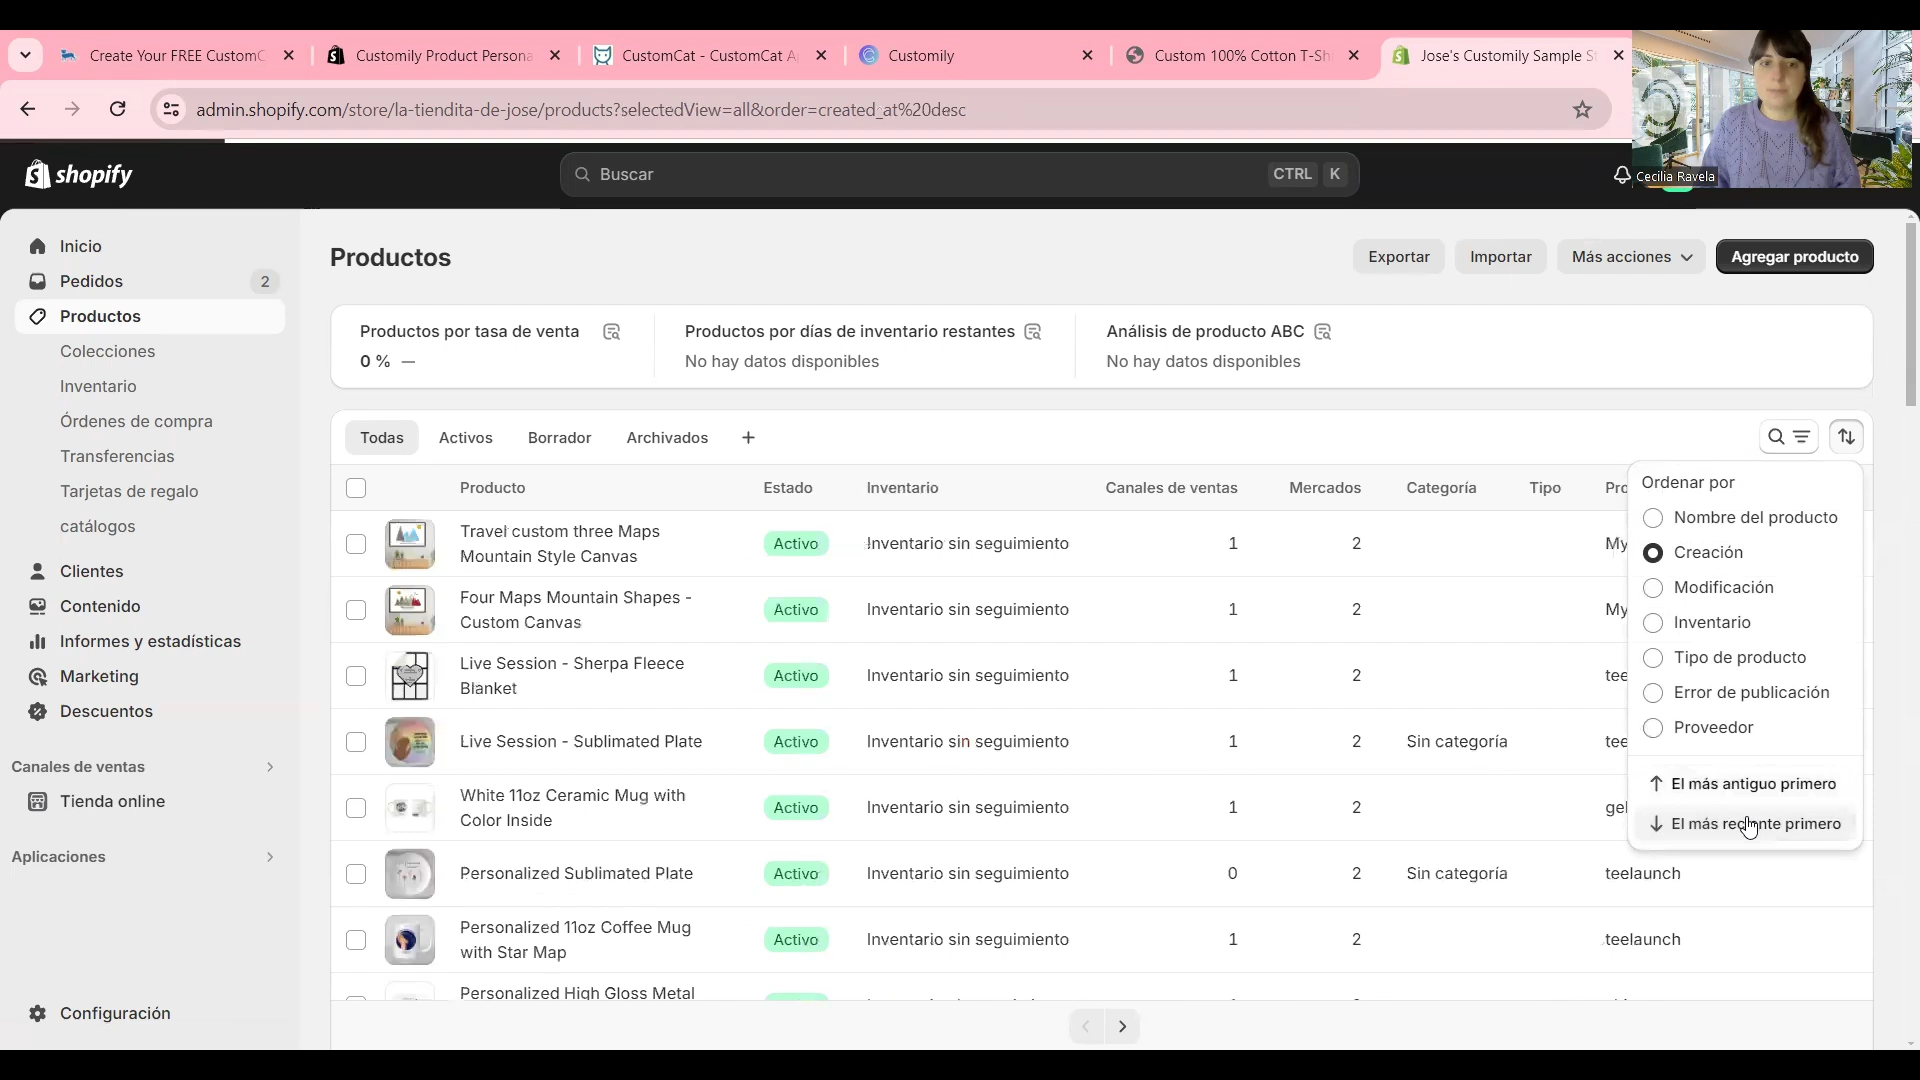 Create Your FREE CustomC
Customily Product Persona
CustomCat - CustomCat A
Customily
Custom 100% Cotton T-Sh
Jose's Customily Sample S
admin.shopify.com/store/la-tiendita-de-jose/products?selectedView=all&order=created_at%20desc
shopify
Buscar
CTRL K
Cecilia Ravela
Inicio
Pedidos 2
Productos
Colecciones
Inventario
Órdenes de compra
Transferencias
Tarjetas de regalo
catálogos
Clientes
Contenido
Informes y estadísticas
Marketing
Descuentos
Canales de ventas
Tienda online
Aplicaciones
Configuración
Productos
Exportar
Importar
Más acciones
Agregar producto
Productos por tasa de venta
0 % —
Productos por días de inventario restantes
No hay datos disponibles
Análisis de producto ABC
No hay datos disponibles
Todas Activos Borrador Archivados +
Producto Estado Inventario Canales de ventas Mercados Categoría Tipo Pro
Travel custom three Maps
Mountain Style Canvas
Activo Inventario sin seguimiento 1 2 My
Four Maps Mountain Shapes -
Custom Canvas
Activo Inventario sin seguimiento 1 2 My
Live Session - Sherpa Fleece
Blanket
Activo Inventario sin seguimiento 1 2 tee
Live Session - Sublimated Plate Activo Inventario sin seguimiento 1 2 Sin categoría tee
White 11oz Ceramic Mug with
Color Inside
Activo Inventario sin seguimiento 1 2 gel
Personalized Sublimated Plate Activo Inventario sin seguimiento 0 2 Sin categoría teelaunch
Personalized 11oz Coffee Mug
with Star Map
Activo Inventario sin seguimiento 1 2 teelaunch
Personalized High Gloss Metal
Ordenar por
Nombre del producto
Creación
Modificación
Inventario
Tipo de producto
Error de publicación
Proveedor
El más antiguo primero
El más reciente primero